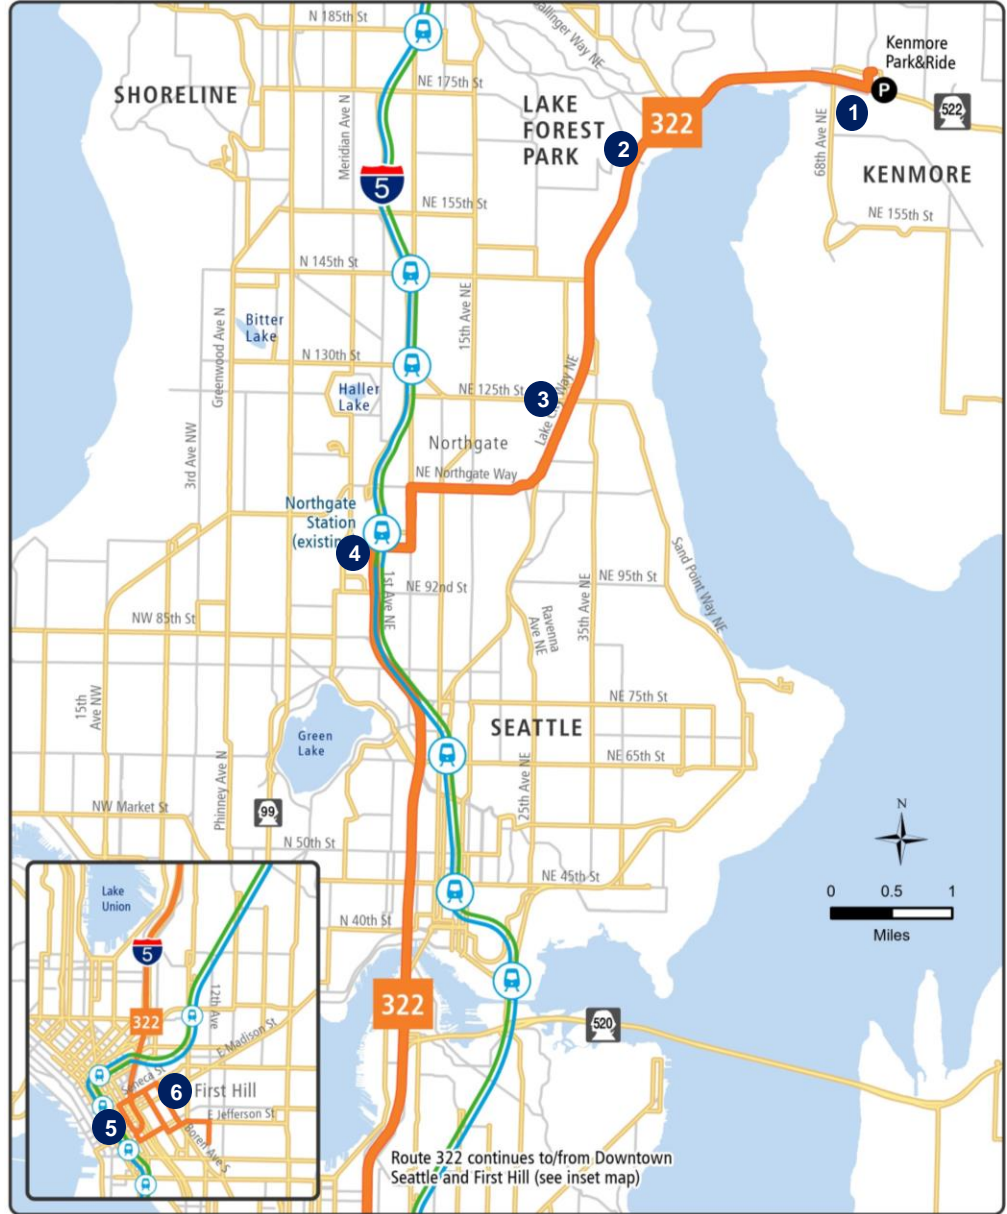 N 185th St
Ballinger Way NE
Kenmore
Park&Ride
P
NE 175th St
SHORELINE
Meridian Ave N
LAKE
FOREST
PARK
322
1
522
2
68th Ave NE
5
KENMORE
NE 155th St
NE 155th St
N 145th St
15th Ave NE
Greenwood Ave N
Bitter
Lake
N 130th St
Haller
Lake
NE 125th St
3
Lake City Way NE
3rd Ave NW
Northgate
NE Northgate Way
Northgate
Station
4
1st Ave NE
NE 92nd St
Sand Point Way NE
NE 95th St
35th Ave NE
Ravenna
Ave NE
NW 85th St
15th
Ave NW
NE 75th St
SEATTLE
Green
Lake
NE 65th St
Phinney Ave N
25th Ave NE
NW Market St
99
N
N 50th St
NE 45th St
0 0.5 1
Miles
Lake
Union
N 40th St
5
322
12th Ave
322
520
E Madison St
Seneca St
6
First Hill
E Jefferson St
5
Boren Ave S
Route 322 continues to/from Downtown
Seattle and First Hill (see inset map)